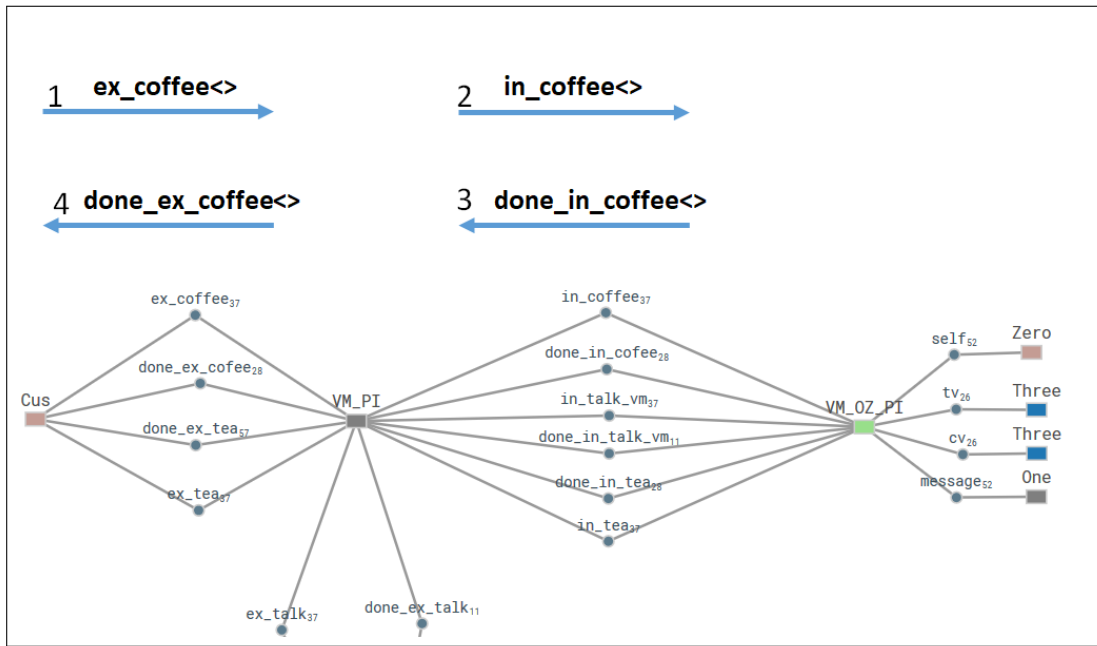 1 ex_coffee<>
2 in_coffee<>
4 done_ex_coffee<>
3 done_in_coffee<>
ex_coffee₃₇
in_coffee₃₇
self₅₂
Zero
done_ex_cofee₂₈
done_in_cofee₂₈
Cus
VM_PI
in_talk_vm₃₇
VM_OZ_PI
tv₂₆
Three
done_ex_tea₅₇
done_in_talk_vm₁₁
cv₂₆
Three
ex_tea₃₇
done_in_tea₂₈
message₅₂
One
in_tea₃₇
ex_talk₃₇
done_ex_talk₁₁